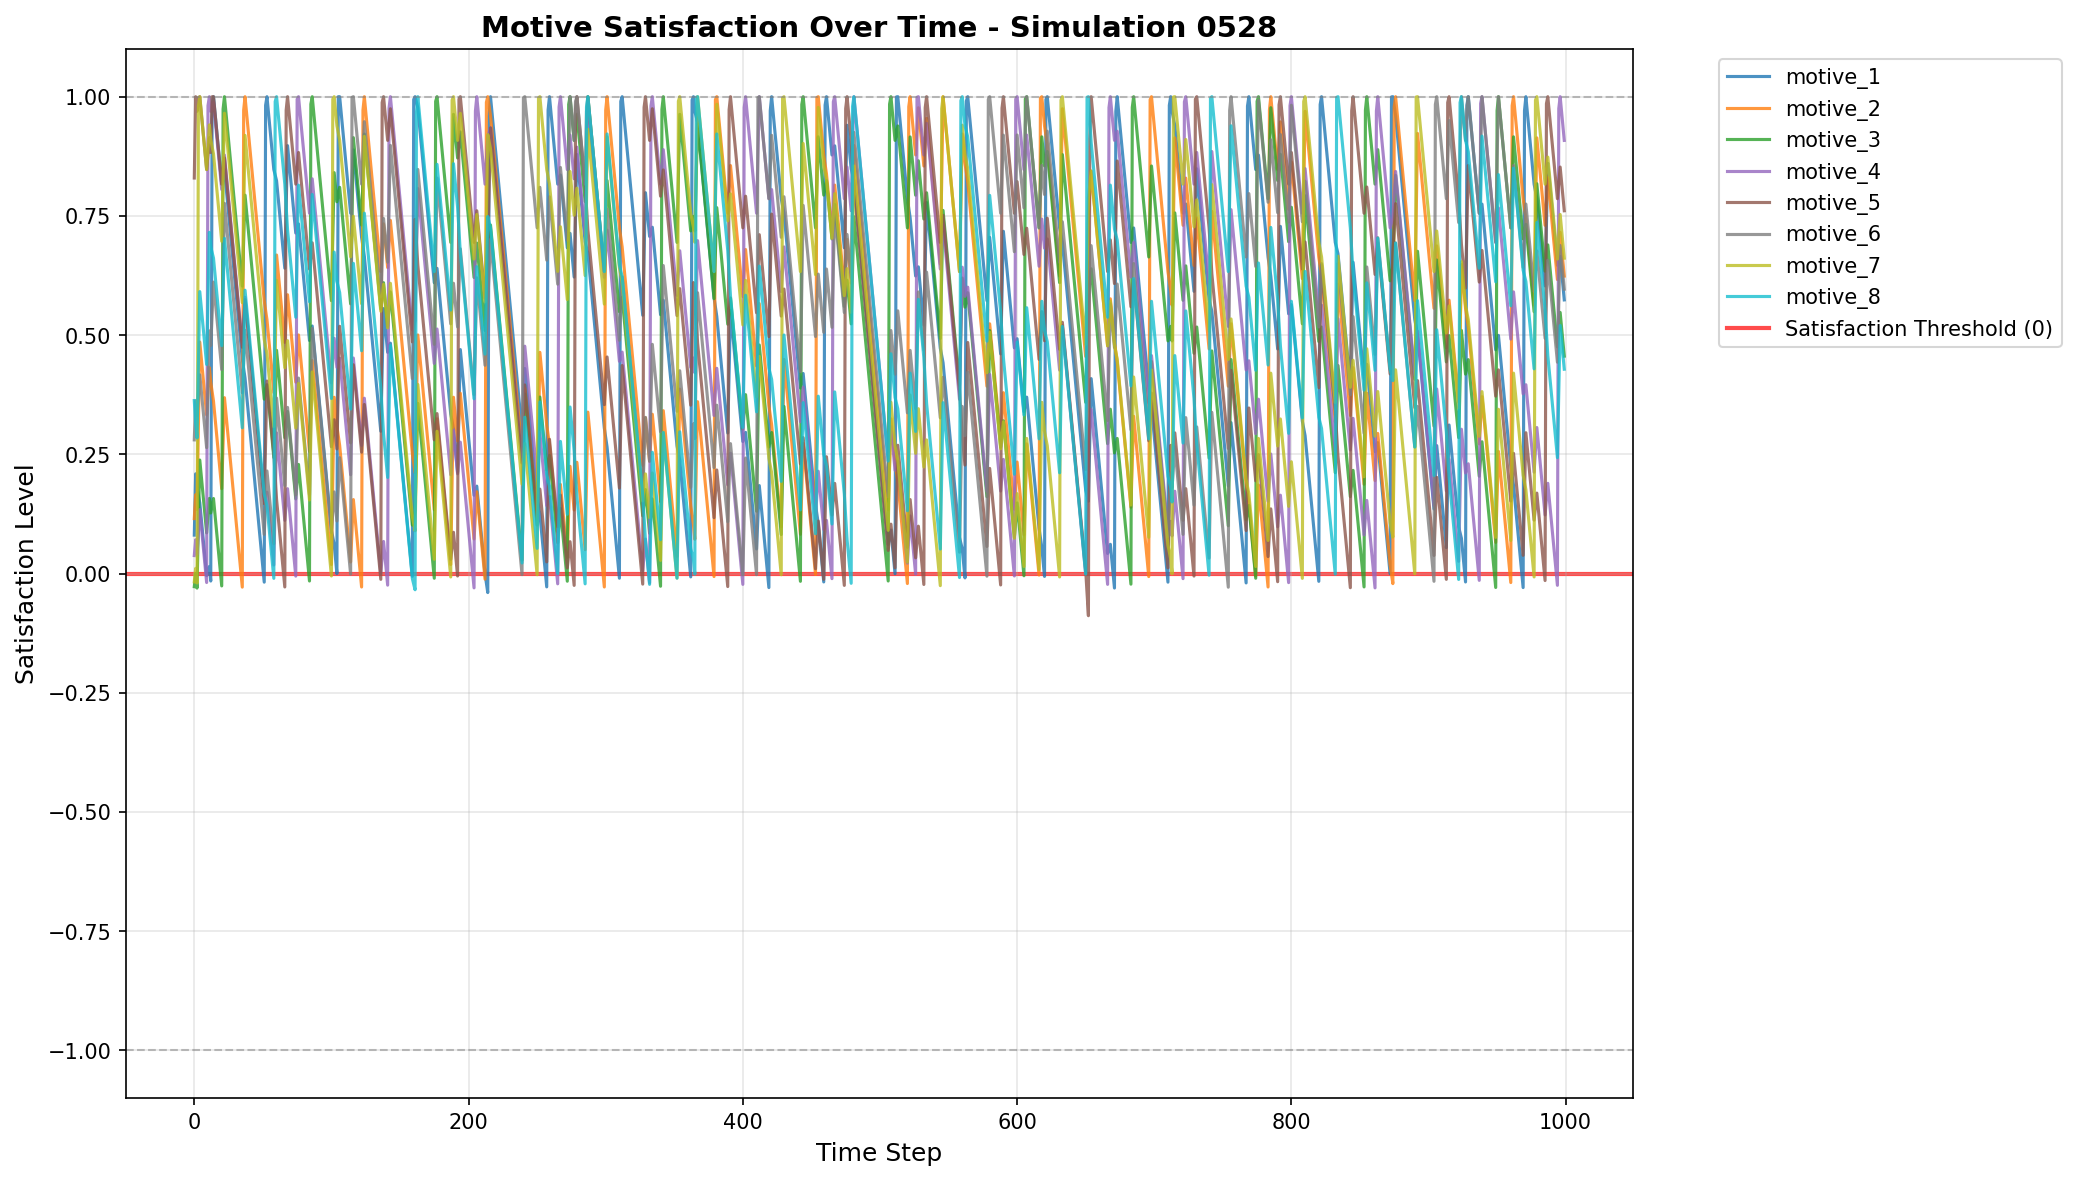 Motive Satisfaction Over Time - Simulation 0528
Satisfaction Level
1.00
0.75
0.50
0.25
0.00
−0.25
−0.50
−0.75
−1.00
0
200
400
600
800
1000
Time Step
motive_1
motive_2
motive_3
motive_4
motive_5
motive_6
motive_7
motive_8
Satisfaction Threshold (0)